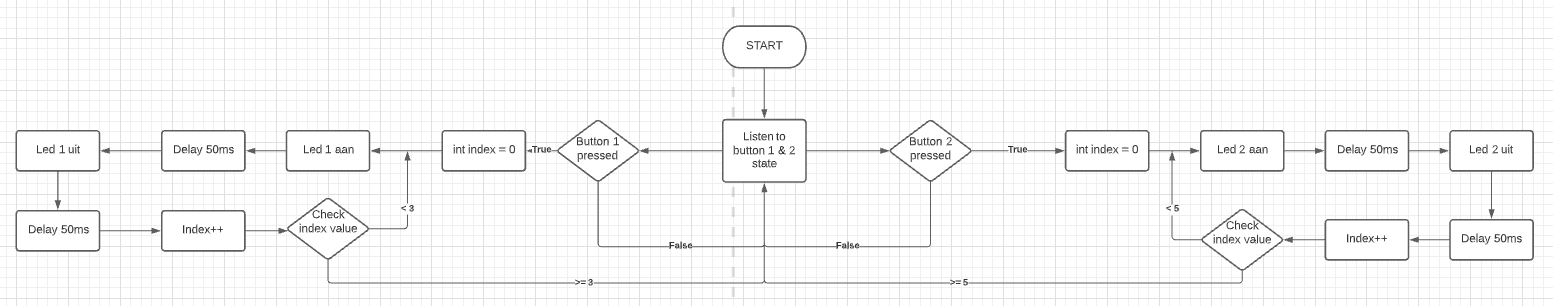 START
Led 1 uit
Delay 50ms
Led 1 aan
int index = 0
True
Button 1
pressed
Listen to
button 1 & 2
state
Button 2
pressed
True
int index = 0
Led 2 aan
Delay 50ms
Led 2 uit
Delay 50ms
Index++
Check
index value
< 3
False
False
< 5
Check
index value
Index++
Delay 50ms
>= 3
>= 5